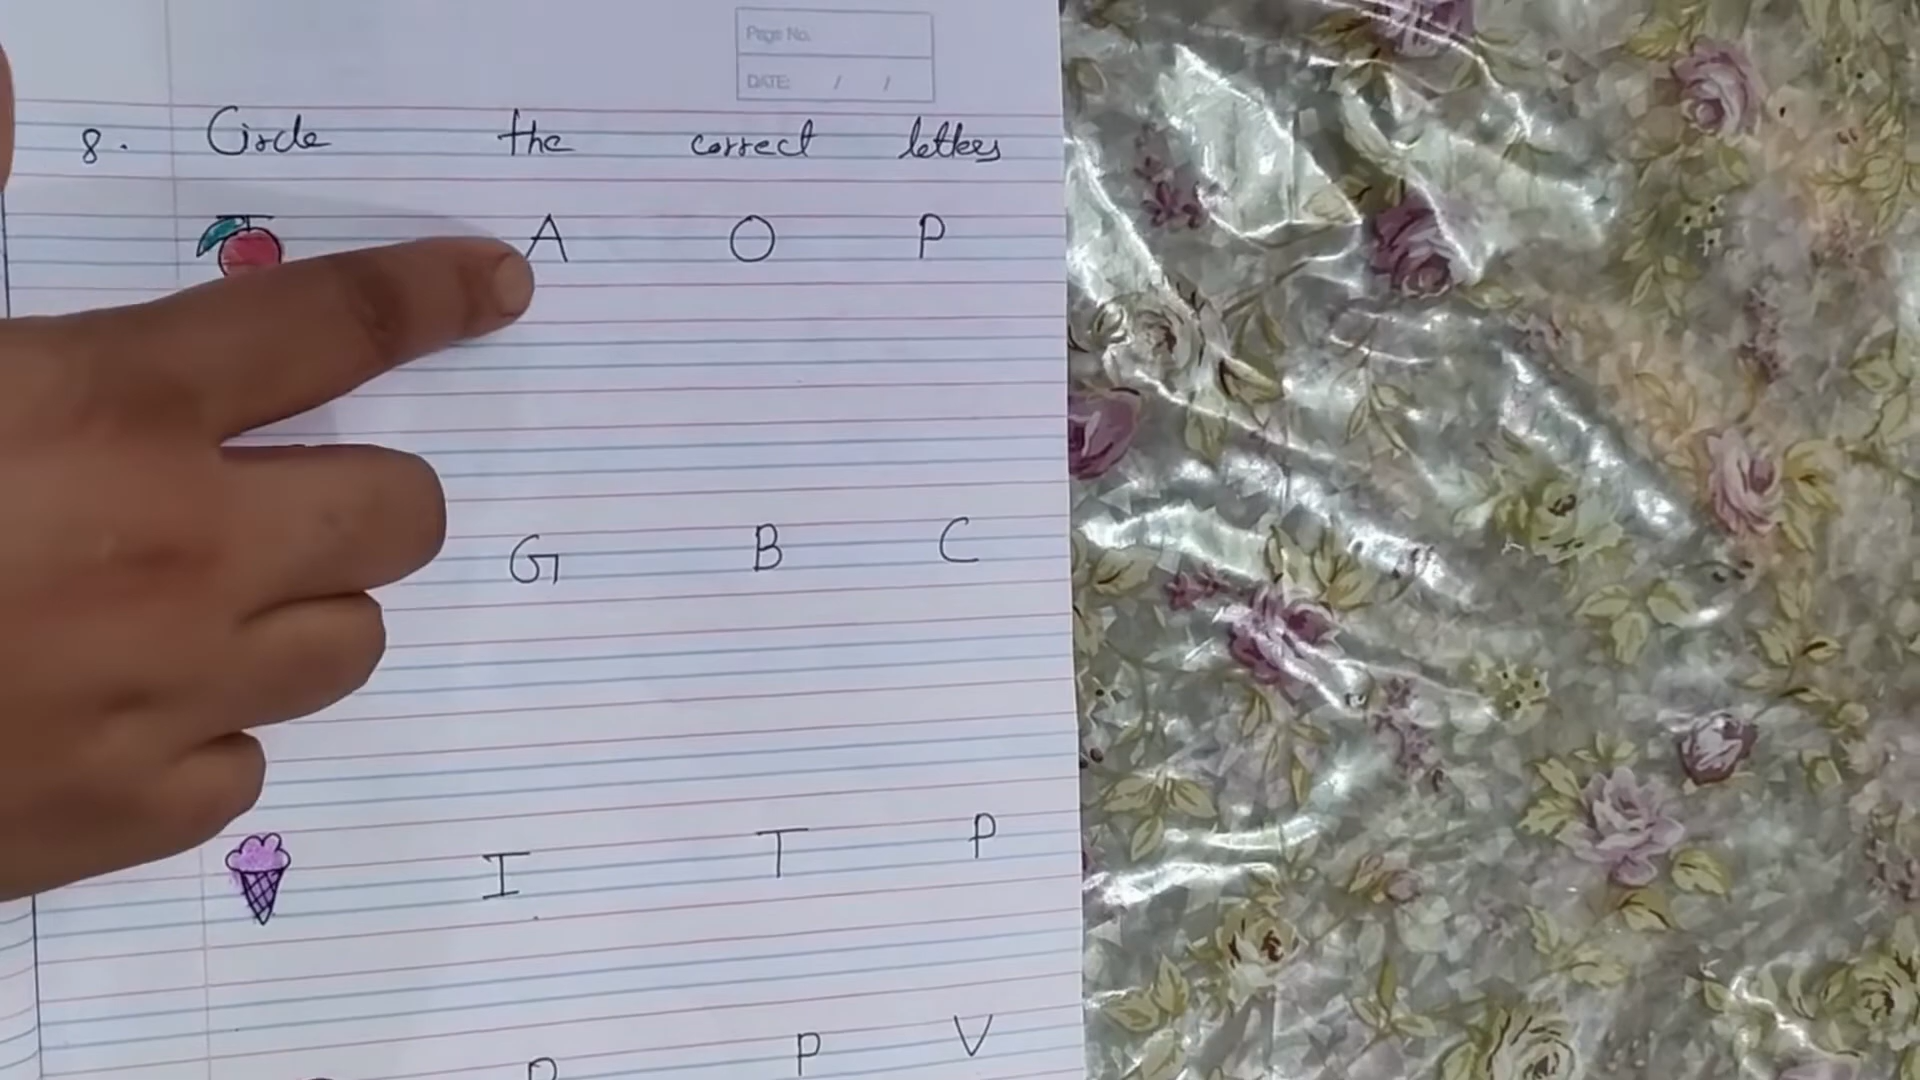 Page No.
DATE: / /
8. Circle the correct letters
A O P
G B C
I T P
P V